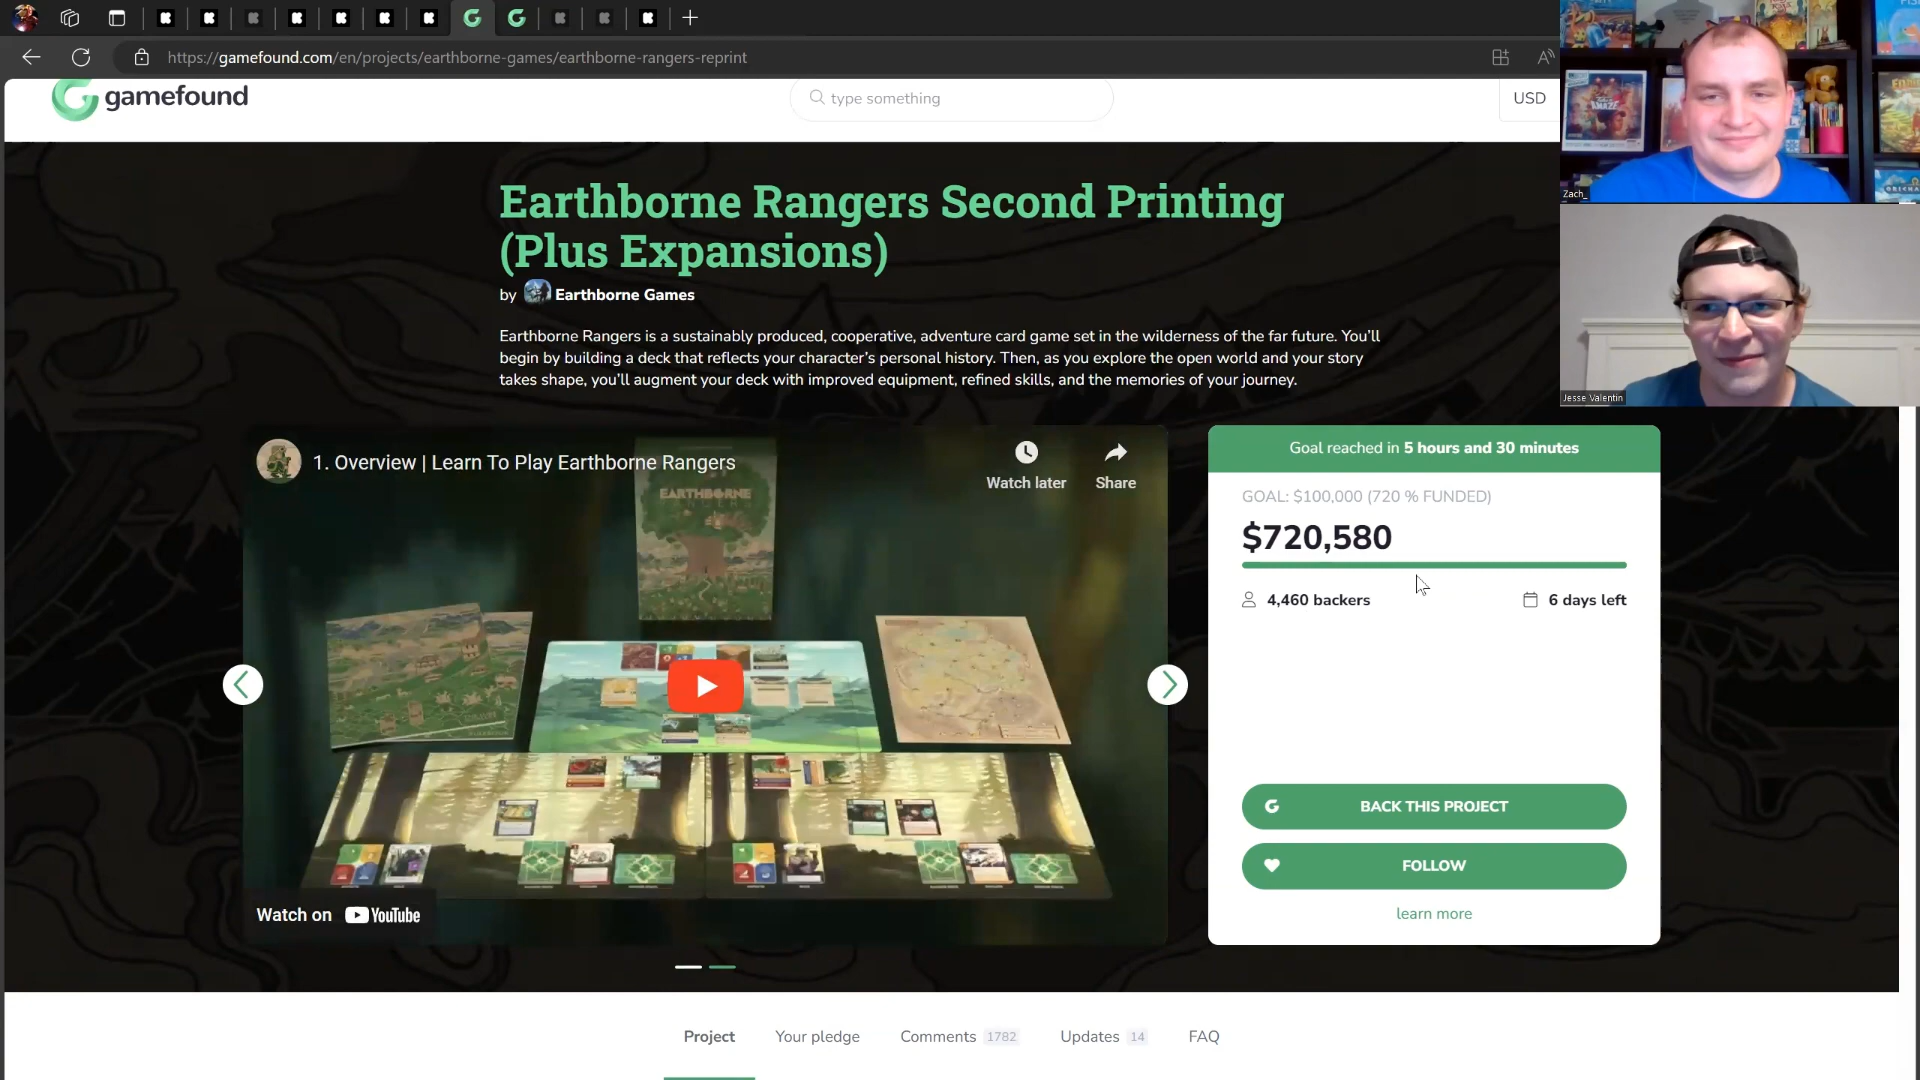 https://gamefound.com/en/projects/earthborne-games/earthborne-rangers-reprint
gamefound
type something
USD
Zach_
Jesse Valentin
Earthborne Rangers Second Printing
(Plus Expansions)
by Earthborne Games
Earthborne Rangers is a sustainably produced, cooperative, adventure card game set in the wilderness of the far future. You’ll
begin by building a deck that reflects your character’s personal history. Then, as you explore the open world and your story
takes shape, you’ll augment your deck with improved equipment, refined skills, and the memories of your journey.
1. Overview | Learn To Play Earthborne Rangers
Watch later
Share
EARTHBORNE
RANGERS
Watch on YouTube
Goal reached in 5 hours and 30 minutes
GOAL: $100,000 (720 % FUNDED)
$720,580
4,460 backers
6 days left
BACK THIS PROJECT
FOLLOW
learn more
Project
Your pledge
Comments 1782
Updates 14
FAQ